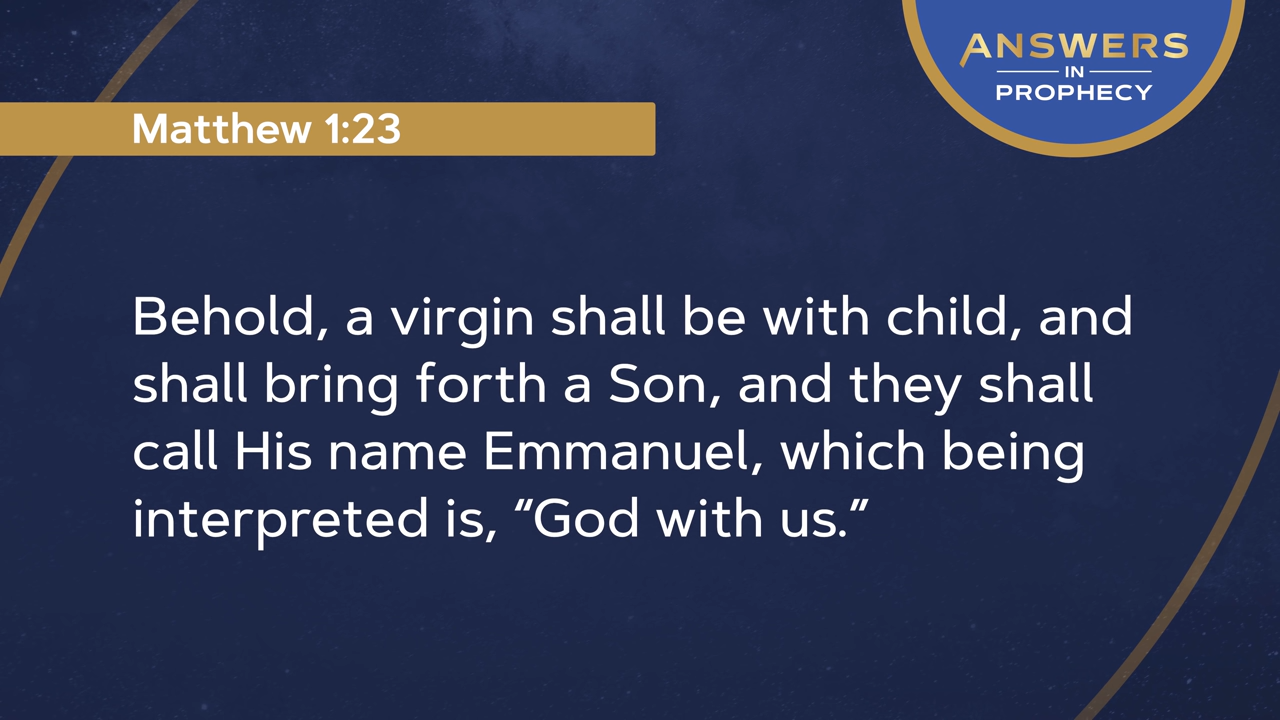 ANSWERS
IN
PROPHECY
Matthew 1:23
Behold, a virgin shall be with child, and
shall bring forth a Son, and they shall
call His name Emmanuel, which being
interpreted is, “God with us.”